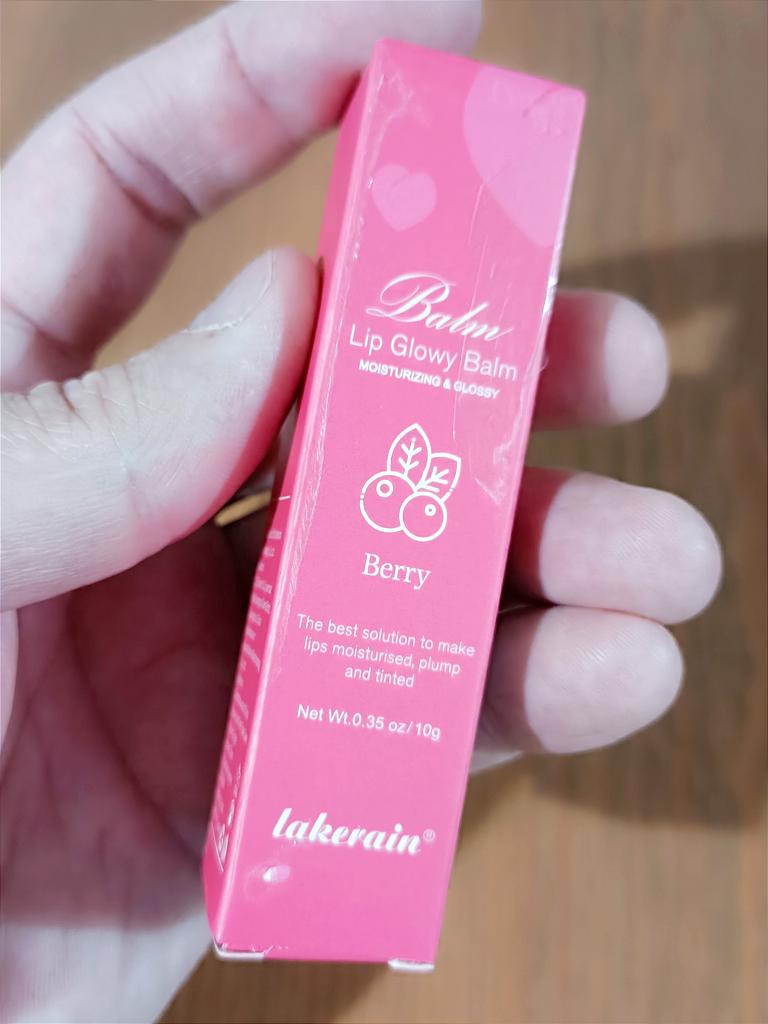 Balm
Lip Glowy Balm
MOISTURIZING & GLOSSY
Berry
The best solution to make
lips moisturised, plump
and tinted
Net Wt.0.35 oz/10g
lakerain®